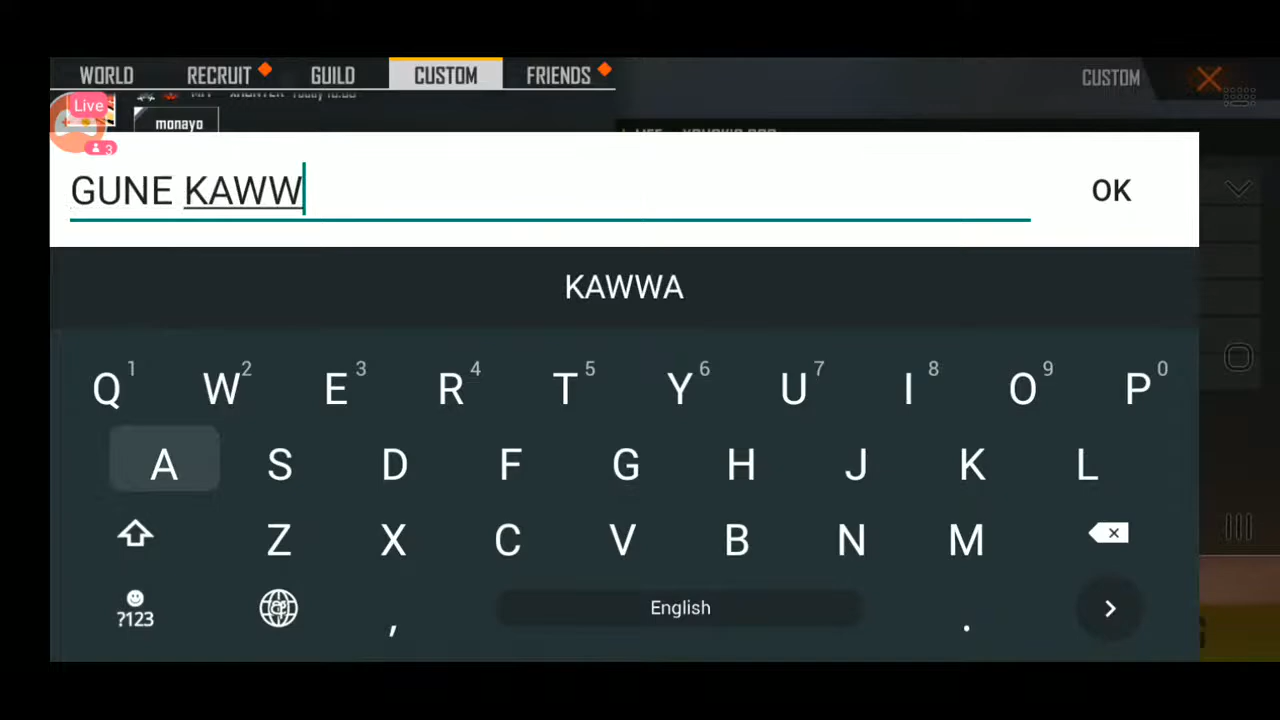 WORLD RECRUIT GUILD CUSTOM FRIENDS CUSTOM
Live
monayo
3
GUNE KAWW OK
KAWWA
Q1 W2 E3 R4 T5 Y6 U7 I8 O9 P0
A S D F G H J K L
Z X C V B N M
?123 , English .